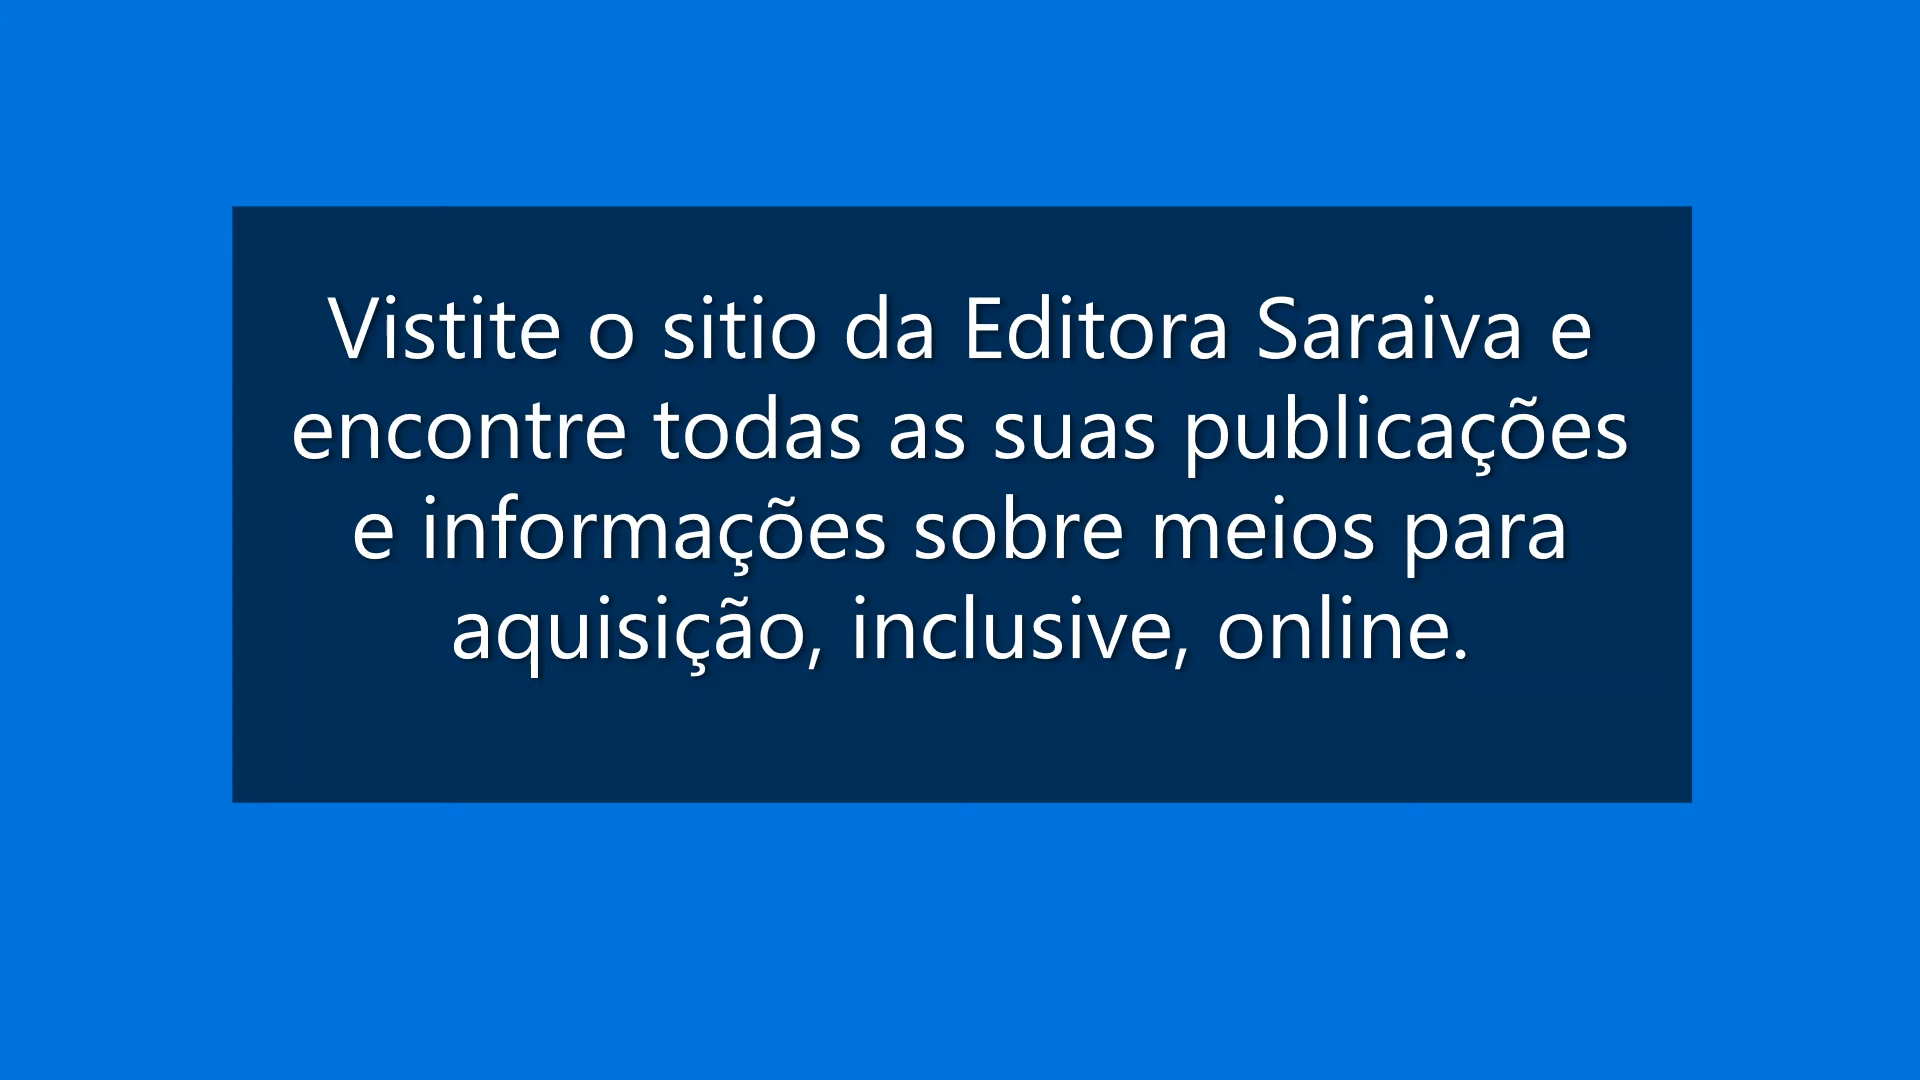 Vistite o sitio da Editora Saraiva e
encontre todas as suas publicações
e informações sobre meios para
aquisição, inclusive, online.